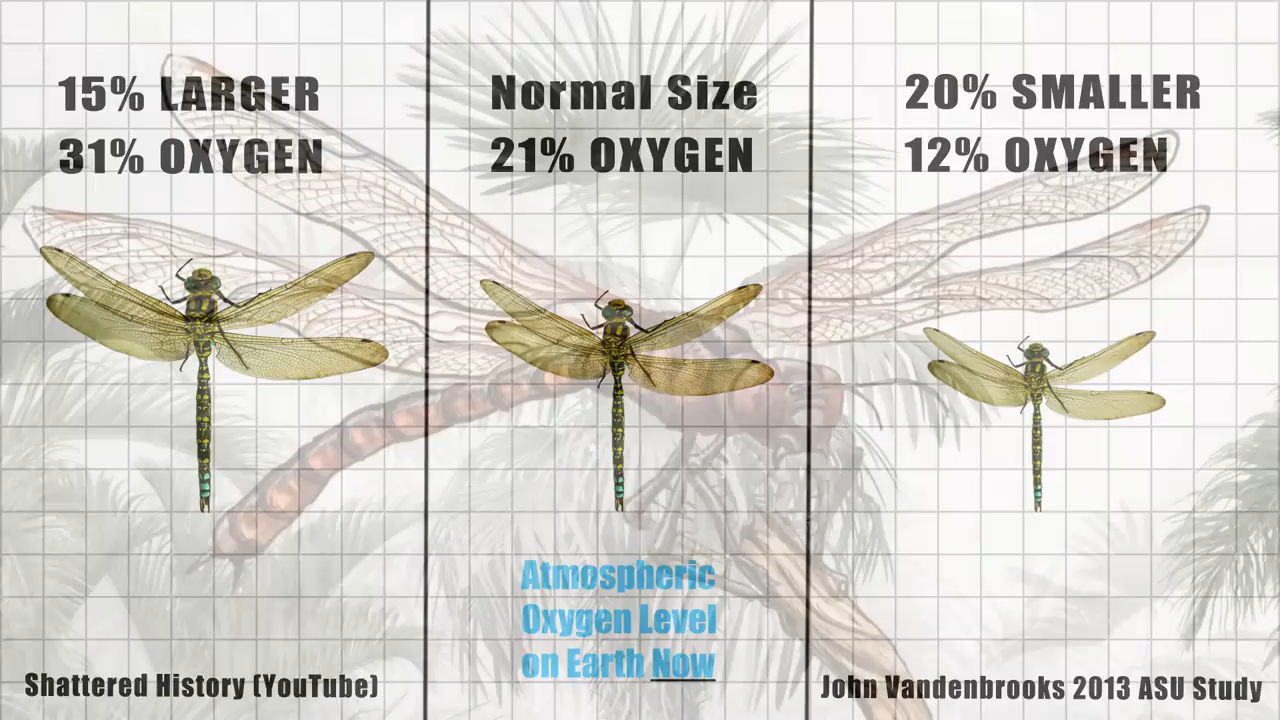 15% LARGER
31% OXYGEN
Normal Size
21% OXYGEN
20% SMALLER
12% OXYGEN
Atmospheric
Oxygen Level
on Earth Now
Shattered History (YouTube)
John Vandenbrooks 2013 ASU Study